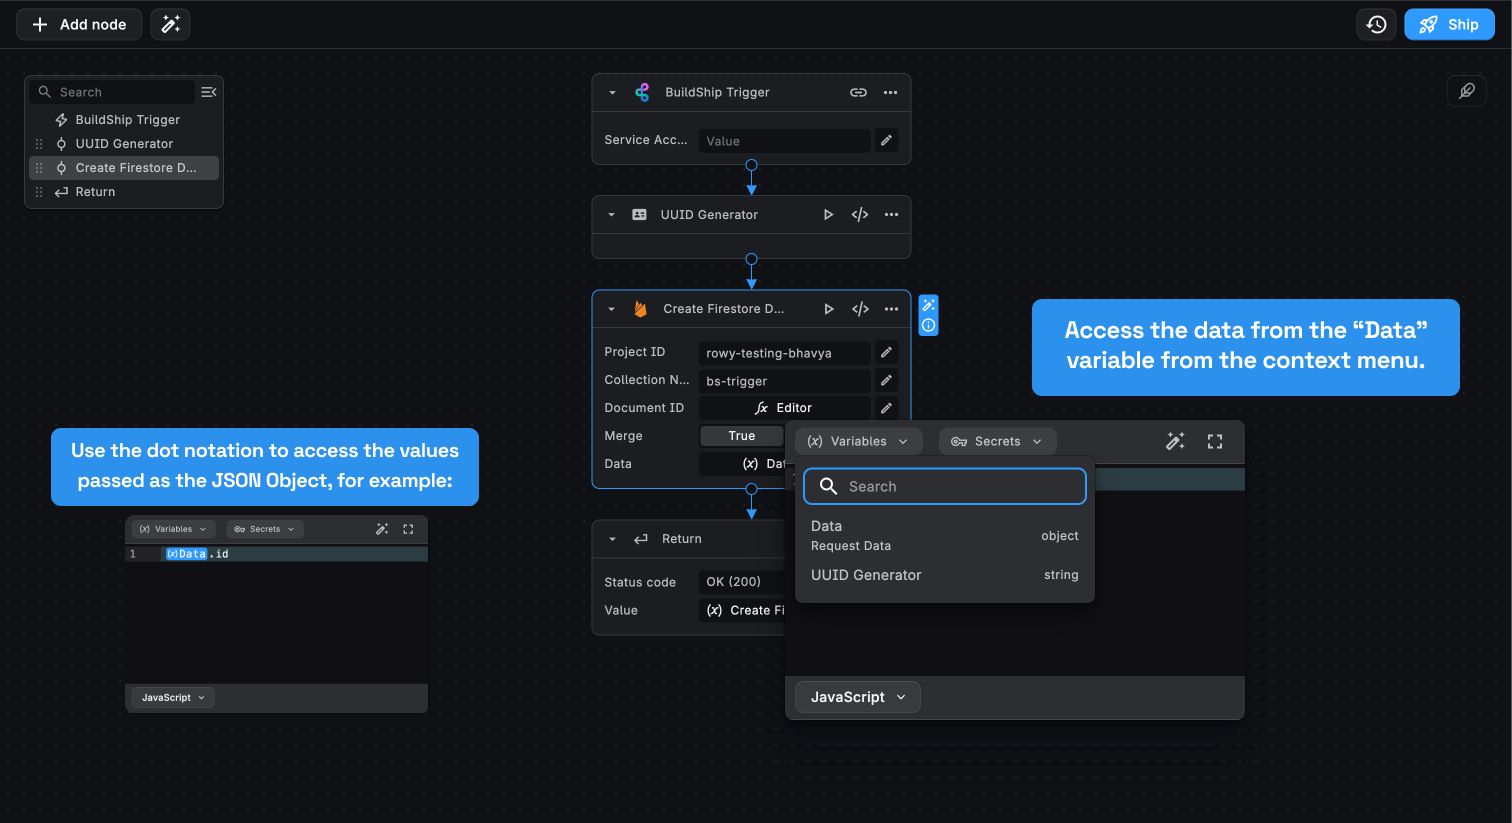 Add node
Ship
Search
BuildShip Trigger
UUID Generator
Create Firestore D...
Return
BuildShip Trigger
Service Acc...
Value
UUID Generator
Create Firestore D...
Project ID
rowy-testing-bhavya
Collection N...
bs-trigger
Document ID
Editor
Merge
True
Data
(x) Dat
Return
Status code
OK (200)
Value
(x) Create Fi
Access the data from the “Data”
variable from the context menu.
(x) Variables
Secrets
Search
Data
Request Data
object
UUID Generator
string
JavaScript
Use the dot notation to access the values
passed as the JSON Object, for example:
(x) Variables
Secrets
1
(x)Data.id
JavaScript